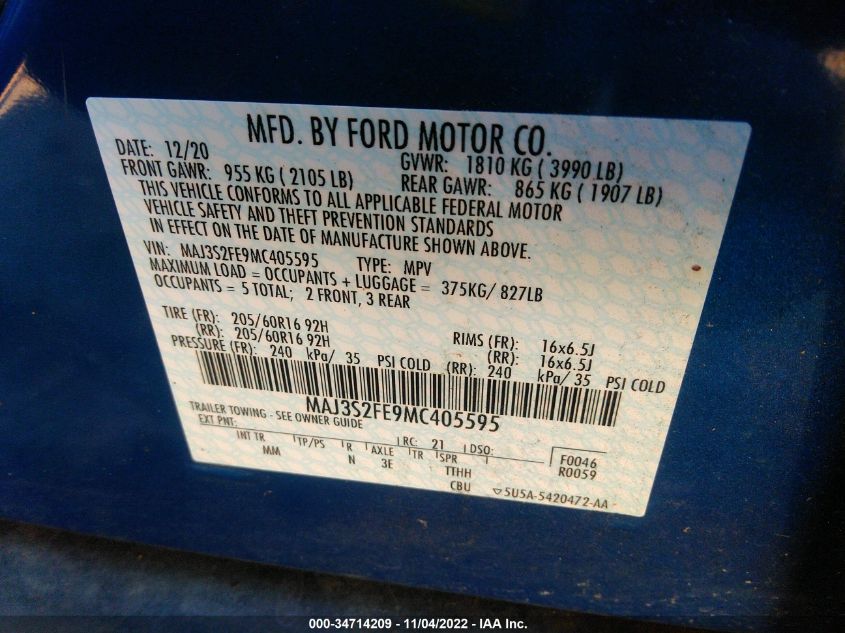 MFD. BY FORD MOTOR CO.
DATE: 12/20 GVWR: 1810 KG ( 3990 LB)
FRONT GAWR: 955 KG ( 2105 LB) REAR GAWR: 865 KG ( 1907 LB)
THIS VEHICLE CONFORMS TO ALL APPLICABLE FEDERAL MOTOR
VEHICLE SAFETY AND THEFT PREVENTION STANDARDS
IN EFFECT ON THE DATE OF MANUFACTURE SHOWN ABOVE.
VIN: MAJ3S2FE9MC405595 TYPE: MPV
MAXIMUM LOAD = OCCUPANTS + LUGGAGE = 375KG/ 827LB
OCCUPANTS = 5 TOTAL; 2 FRONT, 3 REAR
TIRE (FR): 205/60R16 92H RIMS (FR): 16x6.5J
(RR): 205/60R16 92H (RR): 16x6.5J
PRESSURE (FR): 240 kPa/ 35 PSI COLD (RR): 240 kPa/ 35 PSI COLD
MAJ3S2FE9MC405595
TRAILER TOWING - SEE OWNER GUIDE
EXT PNT: RC: 21 DSO: F0046
INT TR TP/PS R AXLE TR SPR R0059
MM N 3E TTHH
CBU 5U5A-5420472-AA
000-34714209 - 11/04/2022 - IAA Inc.